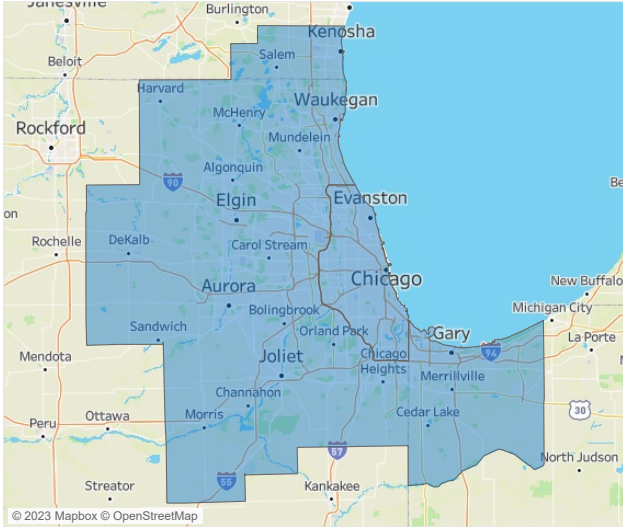 Janesville
Burlington
Kenosha
Beloit
Salem
Harvard
Waukegan
McHenry
Rockford
Mundelein
Algonquin
90
Be
Elgin
Evanston
on
Rochelle
DeKalb
Carol Stream
Chicago
New Buffalo
Aurora
Michigan City
Bolingbrook
Sandwich
Orland Park
Gary
La Porte
Mendota
Joliet
Chicago
Heights
94
Merrillville
Channahon
Morris
Cedar Lake
30
Ottawa
Peru
57
North Judson
Streator
55
Kankakee
© 2023 Mapbox © OpenStreetMap